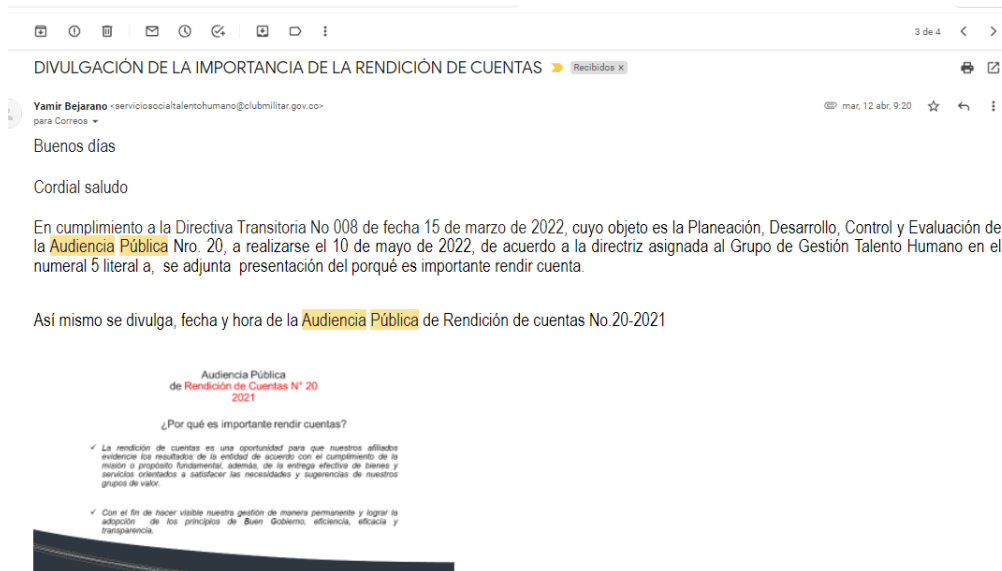 3 de 4
DIVULGACIÓN DE LA IMPORTANCIA DE LA RENDICIÓN DE CUENTAS Recibidos x
Yamir Bejarano <serviciosocialtalentohumano@clubmilitar.gov.co> mar, 12 abr, 9:20
para Correos
Buenos días
Cordial saludo
En cumplimiento a la Directiva Transitoria No 008 de fecha 15 de marzo de 2022, cuyo objeto es la Planeación, Desarrollo, Control y Evaluación de
la Audiencia Pública Nro. 20, a realizarse el 10 de mayo de 2022, de acuerdo a la directriz asignada al Grupo de Gestión Talento Humano en el
numeral 5 literal a, se adjunta presentación del porqué es importante rendir cuenta.
Así mismo se divulga, fecha y hora de la Audiencia Pública de Rendición de cuentas No.20-2021
Audiencia Pública
de Rendición de Cuentas N° 20
2021
¿Por qué es importante rendir cuentas?
✓ La rendición de cuentas es una oportunidad para que nuestros afiliados
evidencie los resultados de la entidad de acuerdo con el cumplimiento de la
misión o propósito fundamental, además, de la entrega efectiva de bienes y
servicios orientados a satisfacer las necesidades y sugerencias de nuestros
grupos de valor.
✓ Con el fin de hacer visible nuestra gestión de manera permanente y lograr la
adopción de los principios de Buen Gobierno, eficiencia, eficacia y
transparencia.